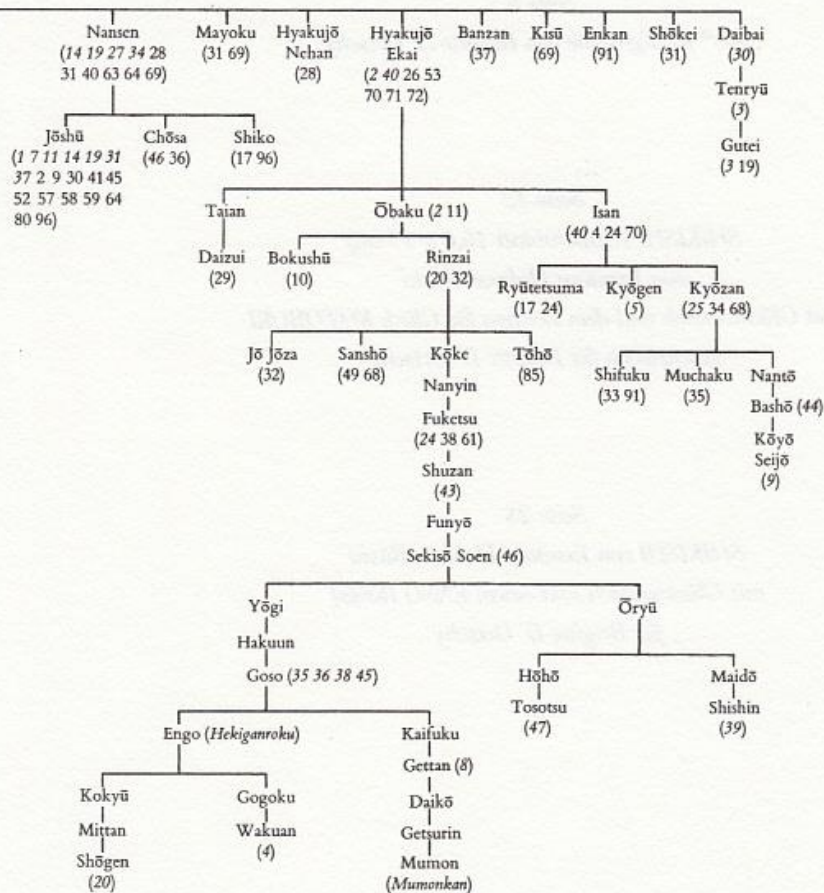 Nansen
(14 19 27 34 28
31 40 63 64 69)
Mayoku
(31 69)
Hyakujō
Nehan
(28)
Hyakujō
Ekai
(2 40 26 53
70 71 72)
Banzan
(37)
Kisū
(69)
Enkan
(91)
Shōkei
(31)
Daibai
(30)
Tenryū
(3)
Gutei
(3 19)
Jōshū
(1 7 11 14 19 31
37 2 9 30 41 45
52 57 58 59 64
80 96)
Chōsa
(46 36)
Shiko
(17 96)
Taian
Daizui
(29)
Ōbaku (2 11)
Isan
(40 4 24 70)
Bokushū
(10)
Rinzai
(20 32)
Ryūtetsuma
(17 24)
Kyōgen
(5)
Kyōzan
(25 34 68)
Jō Jōza
(32)
Sanshō
(49 68)
Kōke
Tōhō
(85)
Shifuku
(33 91)
Muchaku
(35)
Nantō
Bashō (44)
Kōyō
Seijō
(9)
Nanyin
Fuketsu
(24 38 61)
Shuzan
(43)
Funyō
Sekisō Soen (46)
Yōgi
Hakuun
Goso (35 36 38 45)
Ōryū
Hōhō
Tosotsu
(47)
Maidō
Shishin
(39)
Engo (Hekiganroku)
Kaifuku
Gettan (8)
Daikō
Getsurin
Mumon
(Mumonkan)
Kokyū
Mittan
Shōgen
(20)
Gogoku
Wakuan
(4)